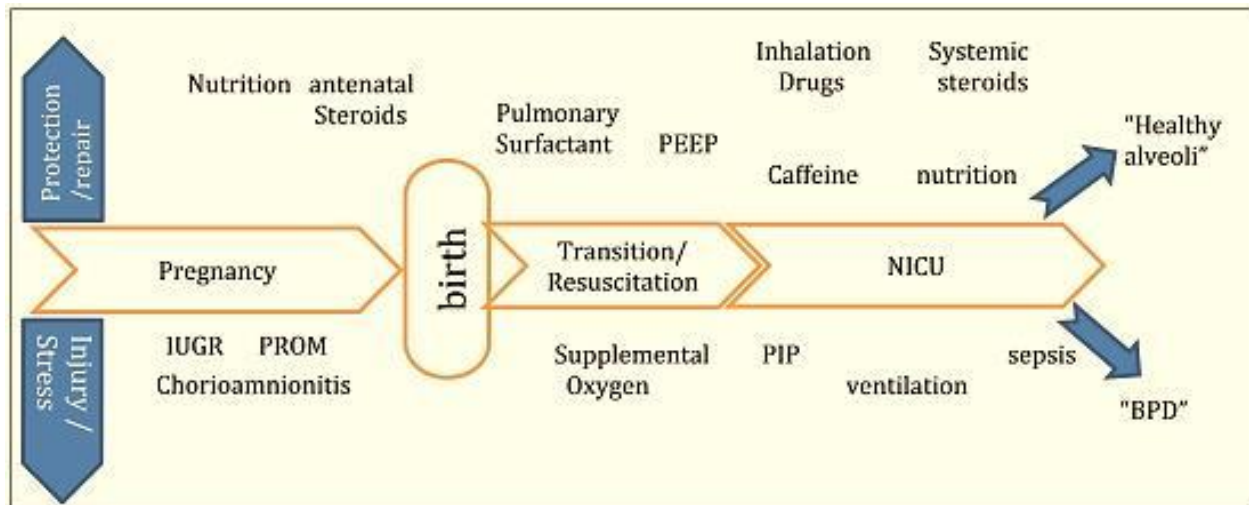 Protection
/repair
Nutrition antenatal
Steroids
Pulmonary
Surfactant PEEP
Inhalation Systemic
Drugs steroids
Caffeine nutrition
"Healthy
alveoli"
Pregnancy
birth
Transition/
Resuscitation
NICU
Injury /
Stress
IUGR PROM
Chorioamnionitis
Supplemental PIP sepsis
Oxygen ventilation
"BPD"